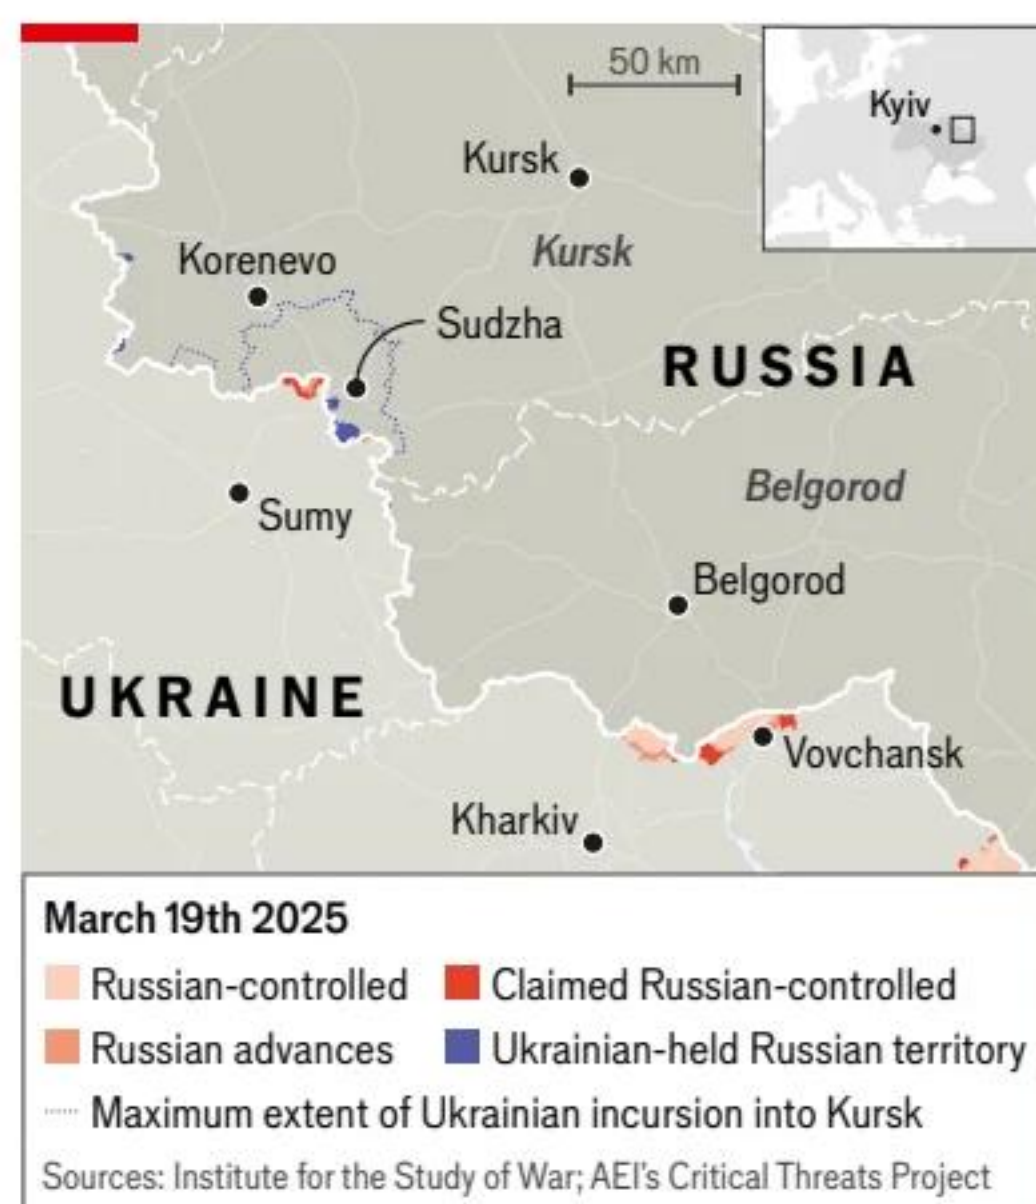 50 km
Kyiv
Kursk
Kursk
Korenevo
Sudzha
RUSSIA
Belgorod
Sumy
Belgorod
UKRAINE
Vovchansk
Kharkiv
March 19th 2025
Russian-controlled
Claimed Russian-controlled
Russian advances
Ukrainian-held Russian territory
Maximum extent of Ukrainian incursion into Kursk
Sources: Institute for the Study of War; AEI's Critical Threats Project